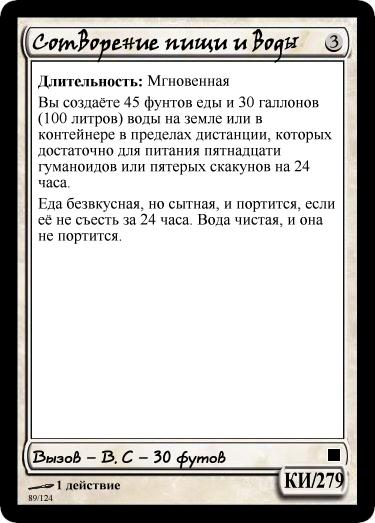 Сотворение пищи и воды 3
Длительность: Мгновенная
Вы создаёте 45 фунтов еды и 30 галлонов
(100 литров) воды на земле или в
контейнере в пределах дистанции, которых
достаточно для питания пятнадцати
гуманоидов или пятерых скакунов на 24
часа.
Еда безвкусная, но сытная, и портится, если
её не съесть за 24 часа. Вода чистая, и она
не портится.
Вызов – В, С – 30 футов
КИ/279
1 действие
89/124